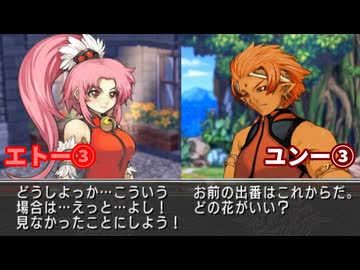 エトー③
ユンー③
どうしよっか…こういう
場合は…えっと…よし！
見なかったことにしよう！
お前の出番はこれからだ。
どの花がいい？